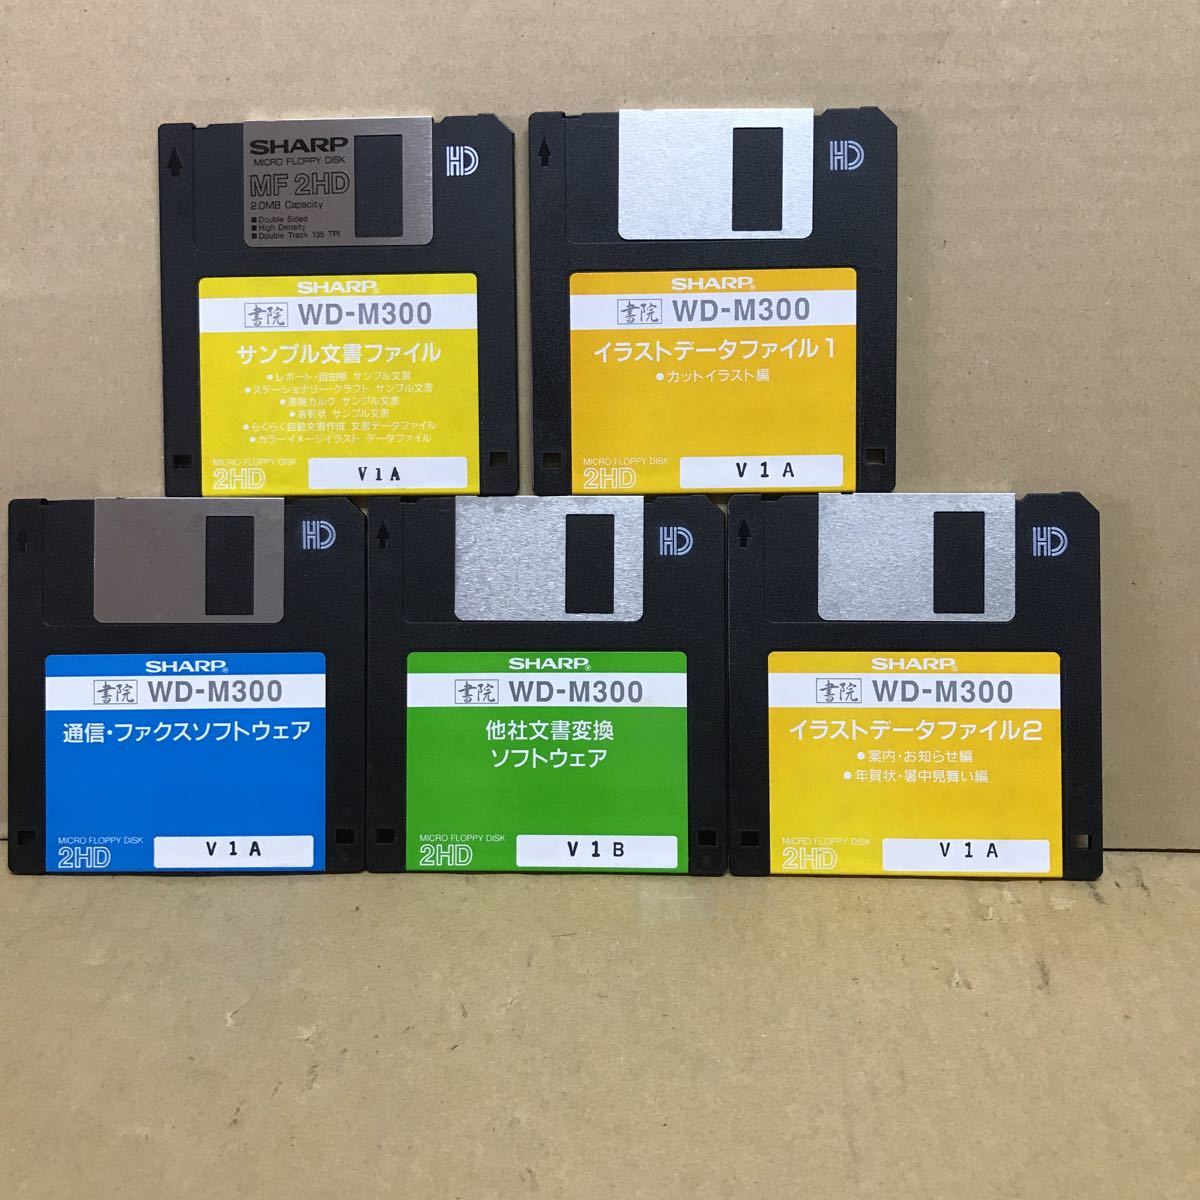 SHARP
MICRO FLOPPY DISK
MF 2HD
2.0MB Capacity
■ Double Sided
■ High Density
■ Double Track 135 TPI
HD
SHARP®
書院 WD-M300
サンプル文書ファイル
●レポート・自由帳 サンプル文書
●ステーショナリー・クラフト サンプル文書
●書院カルク サンプル文書
●表彰状 サンプル文書
●らくらく自動文書作成 文書データファイル
●カラーイメージイラスト データファイル
MICRO FLOPPY DISK
2HD
V1A
HD
SHARP®
書院 WD-M300
イラストデータファイル1
●カットイラスト編
MICRO FLOPPY DISK
2HD
V1A
HD
SHARP®
書院 WD-M300
通信・ファクスソフトウェア
MICRO FLOPPY DISK
2HD
V1A
HD
SHARP®
書院 WD-M300
他社文書変換
ソフトウェア
MICRO FLOPPY DISK
2HD
V1B
HD
SHARP®
書院 WD-M300
イラストデータファイル2
●案内・お知らせ編
●年賀状・暑中見舞い編
MICRO FLOPPY DISK
2HD
V1A